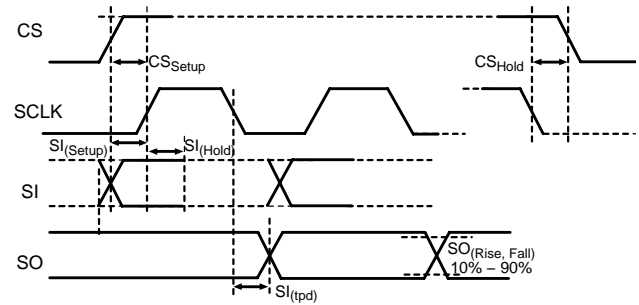 CS
CS_Setup
CS_Hold
SCLK
SI_(Setup)
SI_(Hold)
SI
SO
SO_(Rise, Fall)
10% – 90%
SI_(tpd)